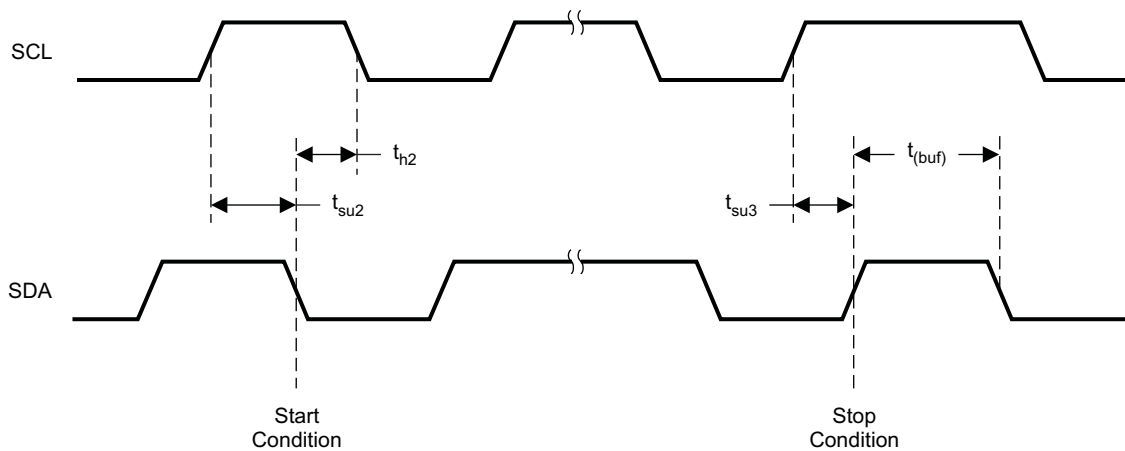 SCL
t_h2
t_(buf)
t_su2
t_su3
SDA
Start
Condition
Stop
Condition